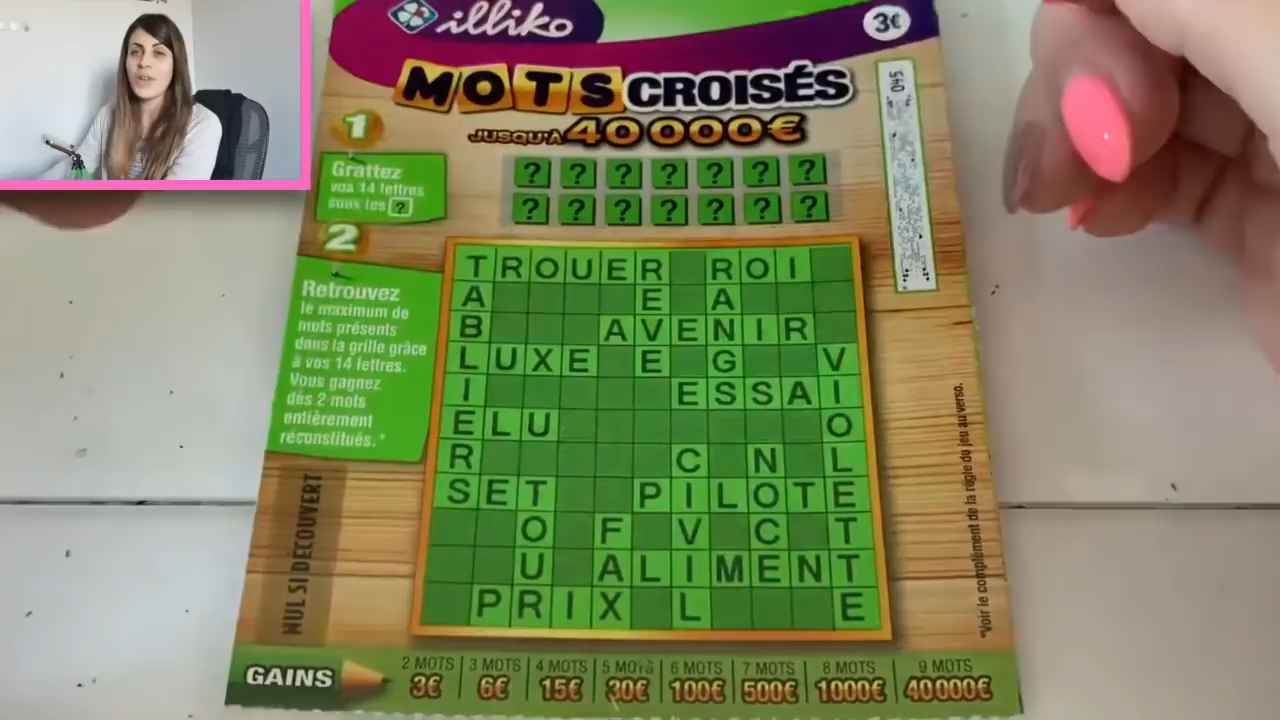 illiko
3€
MOTS CROISÉS
JUSQU'À 40 000€
045
1
Grattez
vos 14 lettres
sous les ?
? ? ? ? ? ? ?
? ? ? ? ? ? ?
2
Retrouvez
le maximum de
mots présents
dans la grille grâce
à vos 14 lettres.
Vous gagnez
dès 2 mots
entièrement
reconstitués.*
TROUER ROI
A E A
B AVENIR
LUXE E G V
I ESSAI
ELU O
R C N L
SET PILOTE
O F V C T
U ALIMENT
PRIX L E
NUL SI DÉCOUVERT
*Voir le complément de la règle du jeu au verso.
GAINS
2 MOTS 3 MOTS 4 MOTS 5 MOTS 6 MOTS 7 MOTS 8 MOTS 9 MOTS
3€ 6€ 15€ 30€ 100€ 500€ 1000€ 40000€